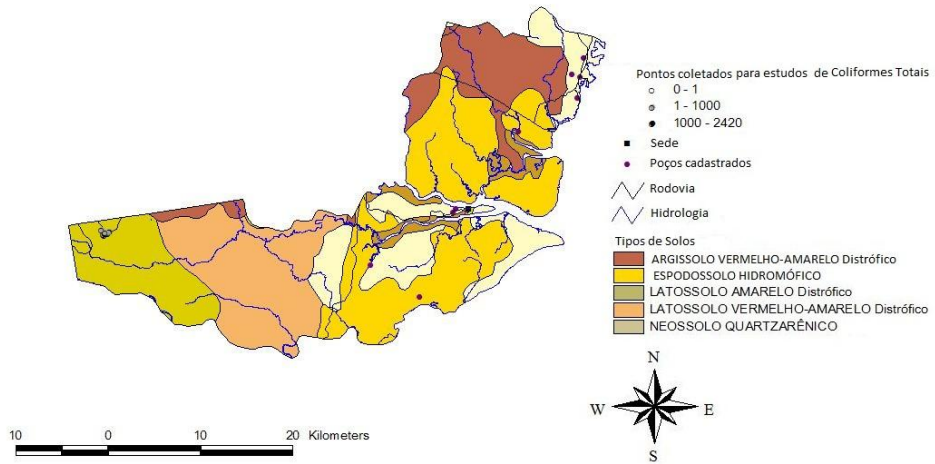 Pontos coletados para estudos de Coliformes Totais
0 - 1
1 - 1000
1000 - 2420
Sede
Poços cadastrados
Rodovia
Hidrologia
Tipos de Solos
ARGISSOLO VERMELHO-AMARELO Distrófico
ESPODOSSOLO HIDROMÓFICO
LATOSSOLO AMARELO Distrófico
LATOSSOLO VERMELHO-AMARELO Distrófico
NEOSSOLO QUARTZARÊNICO
N
W E
S
10 0 10 20 Kilometers